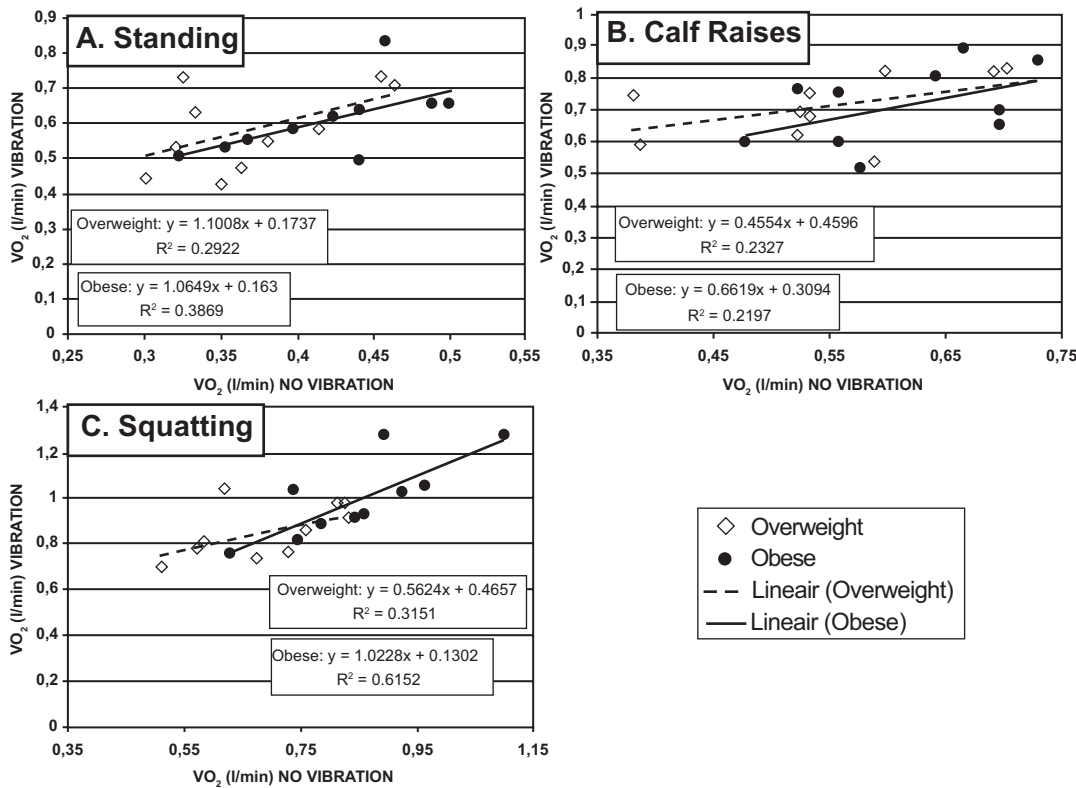 A. Standing
VO2 (l/min) VIBRATION
0,9
0,8
0,7
0,6
0,5
0,4
0,3
0,2
0,1
0
Overweight: y = 1.1008x + 0.1737
R² = 0.2922
Obese: y = 1.0649x + 0.163
R² = 0.3869
0,25 0,3 0,35 0,4 0,45 0,5 0,55
VO2 (l/min) NO VIBRATION
B. Calf Raises
VO2 (l/min) VIBRATION
1
0,9
0,8
0,7
0,6
0,5
0,4
0,3
0,2
0,1
0
Overweight: y = 0.4554x + 0.4596
R² = 0.2327
Obese: y = 0.6619x + 0.3094
R² = 0.2197
0,35 0,45 0,55 0,65 0,75
VO2 (l/min) NO VIBRATION
C. Squatting
VO2 (l/min) VIBRATION
1,4
1,2
1
0,8
0,6
0,4
0,2
0
Overweight: y = 0.5624x + 0.4657
R² = 0.3151
Obese: y = 1.0228x + 0.1302
R² = 0.6152
0,35 0,55 0,75 0,95 1,15
VO2 (l/min) NO VIBRATION
Overweight
Obese
Lineair (Overweight)
Lineair (Obese)